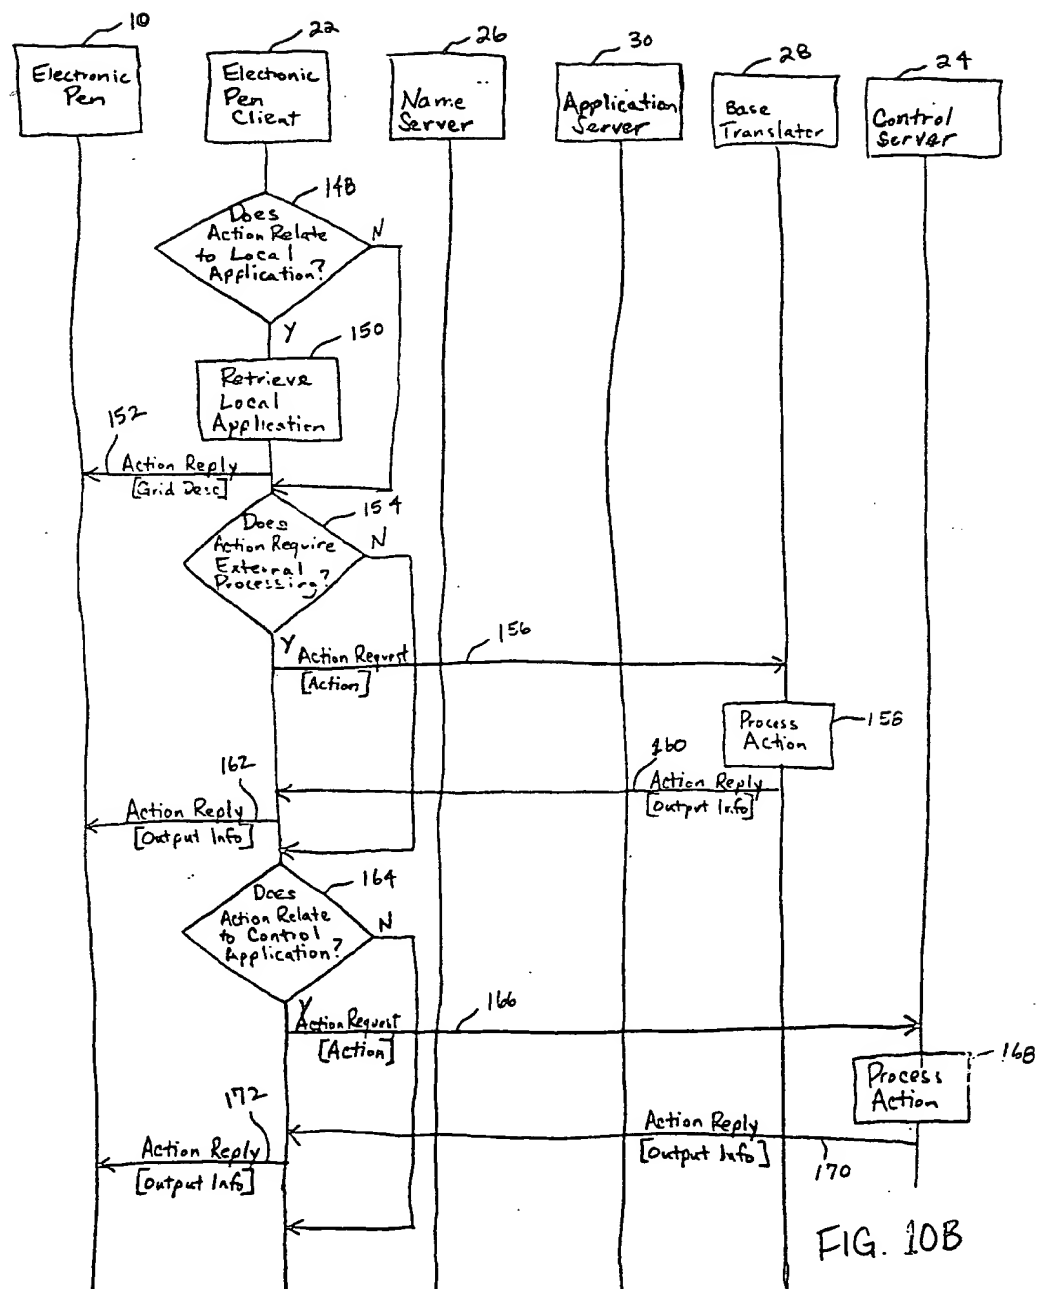 10
22
26
30
28
24
Electronic
Pen
Electronic
Pen
Client
Name
Server
Application
Server
Base
Translator
Control
Server
148
Does
Action Relate
to Local
Application?
N
Y
150
Retrieve
Local
Application
152
Action Reply
[Grid Desc]
154
Does
Action Require
External
Processing?
N
Y
Action Request
[Action]
156
Process
Action
158
160
Action Reply
[Output Info]
162
Action Reply
[Output Info]
164
Does
Action Relate
to Control
Application?
N
Y
Action Request
[Action]
166
168
Process
Action
172
Action Reply
[Output Info]
170
Action Reply
[Output Info]
FIG. 10B